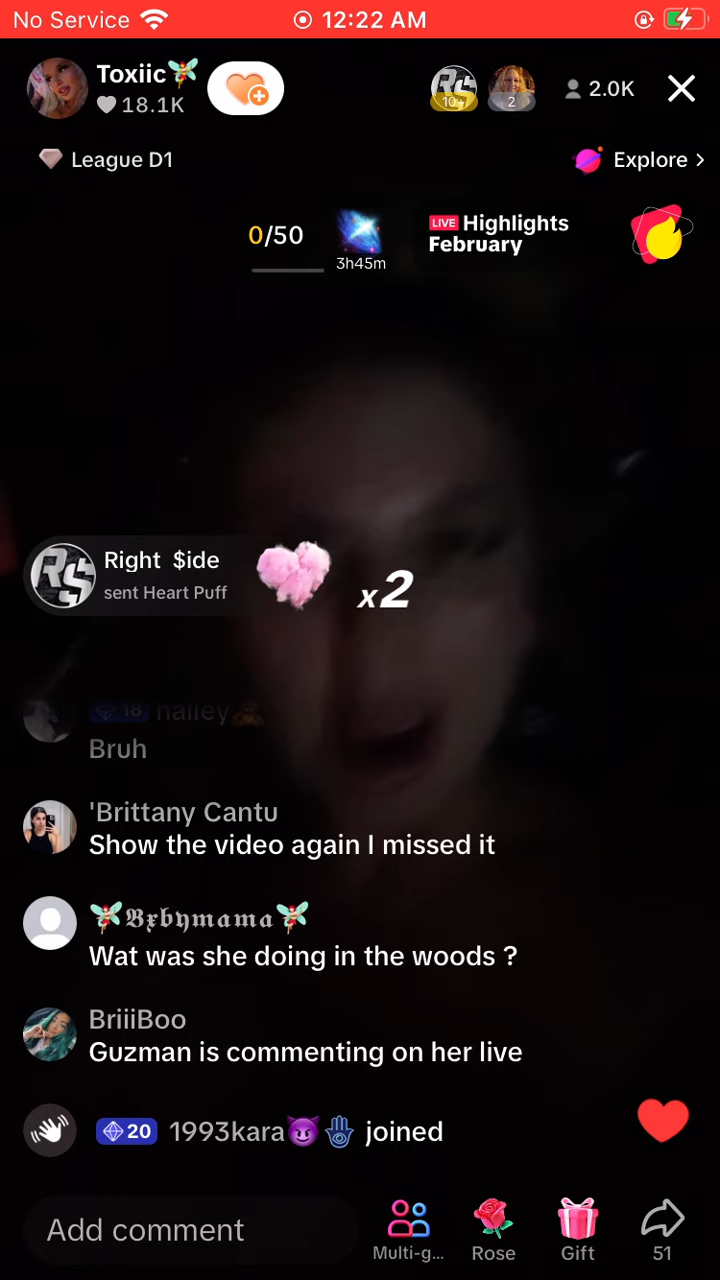 No Service 12:22 AM
Toxiic🧚
18.1K
10+
2
2.0K
League D1
Explore >
0/50
3h45m
LIVE Highlights
February
RS
Right $ide
sent Heart Puff
x2
18 hailey🧸
Bruh
'Brittany Cantu
Show the video again I missed it
🧚𝕭𝖝𝖇𝖞𝖒𝖆𝖒𝖆🧚
Wat was she doing in the woods ?
BriiiBoo
Guzman is commenting on her live
20 1993kara😈🪬 joined
Add comment
Multi-g...
Rose
Gift
51